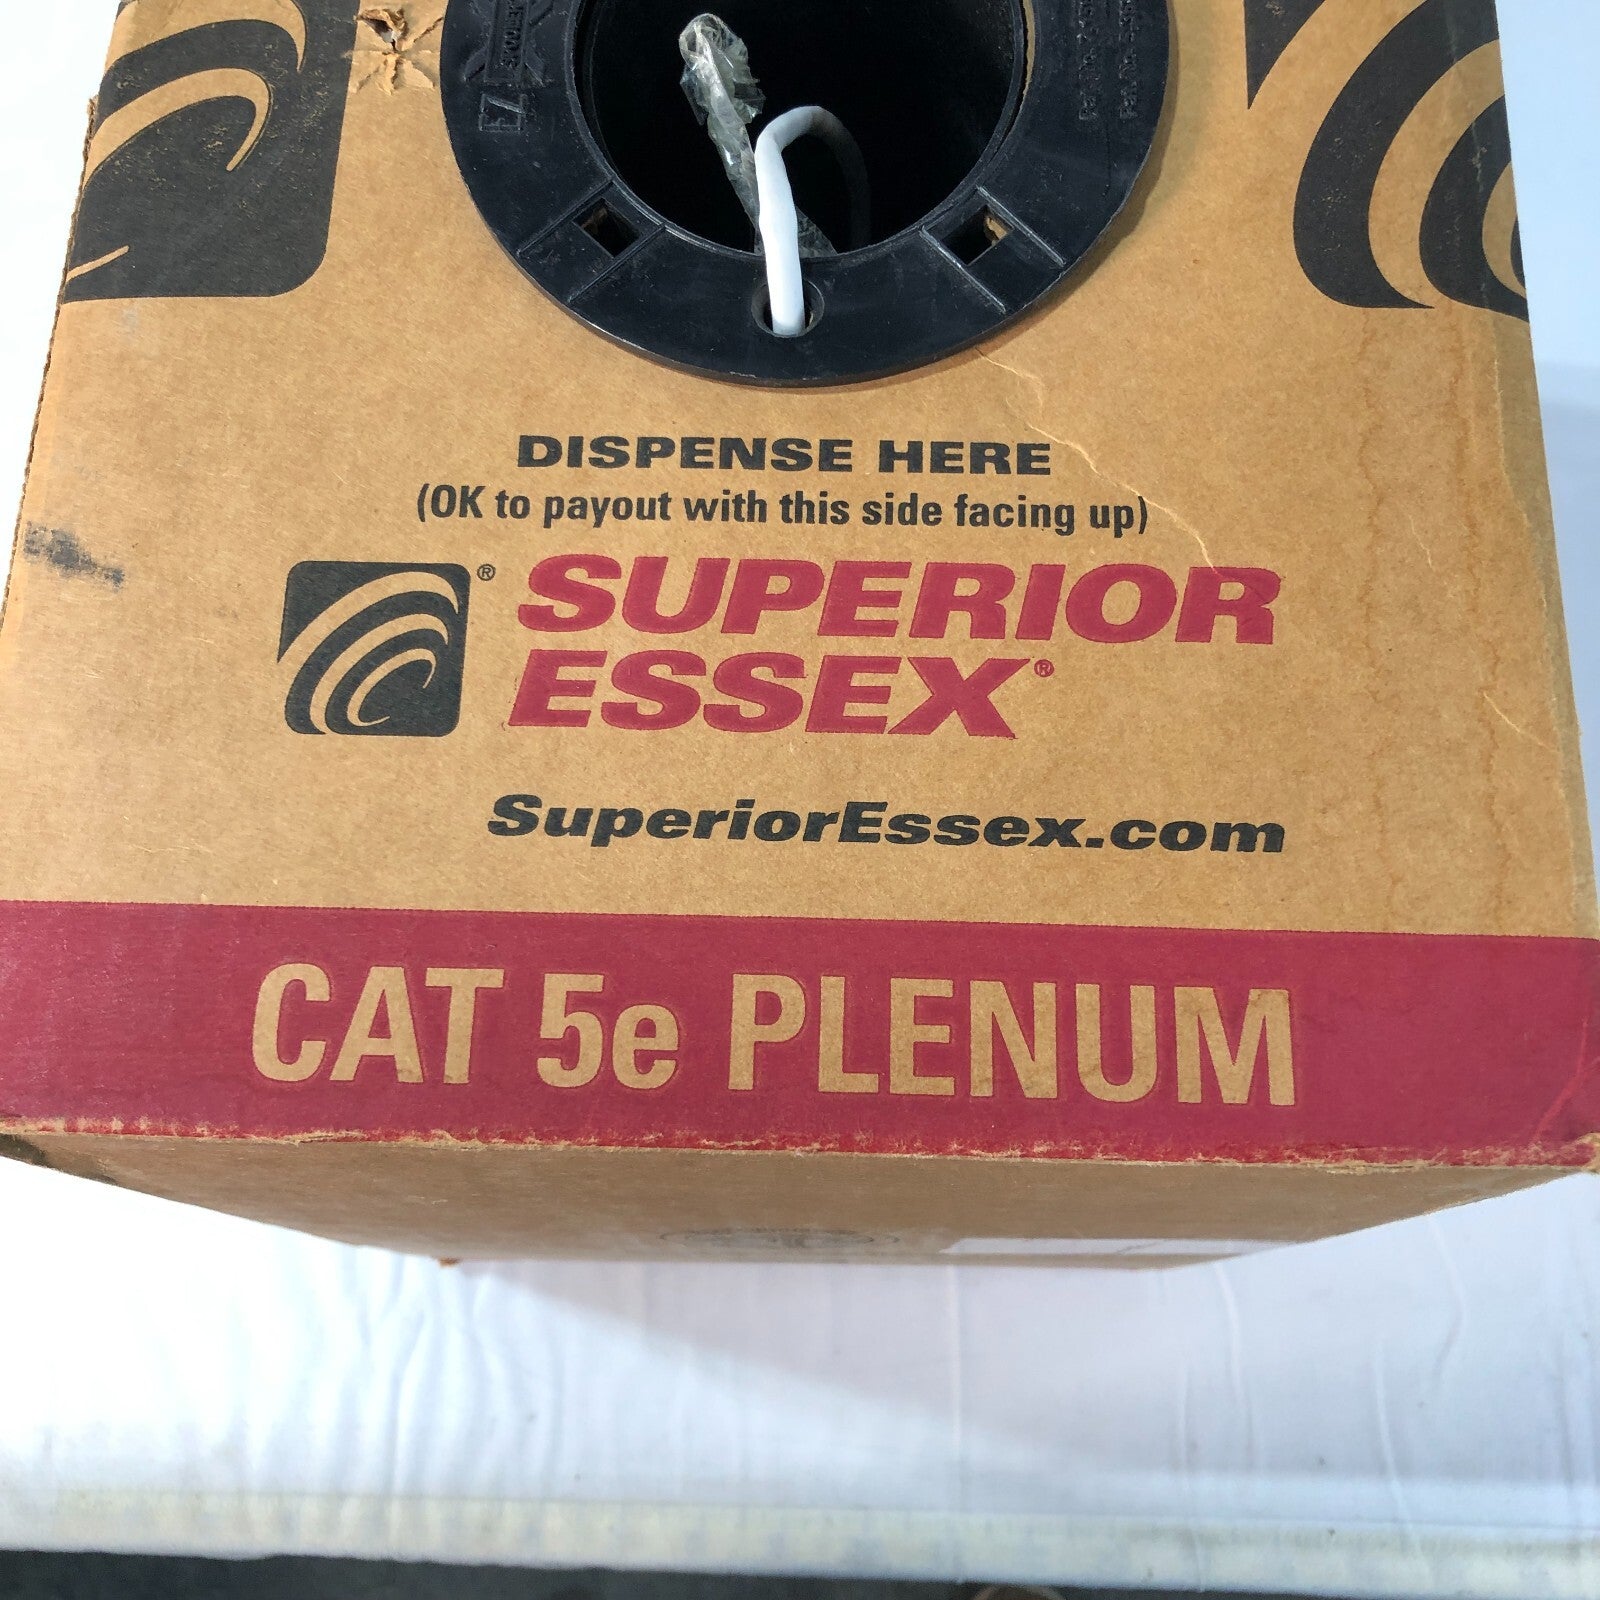 DISPENSE HERE
(OK to payout with this side facing up)
® SUPERIOR
ESSEX®
SuperiorEssex.com
CAT 5e PLENUM